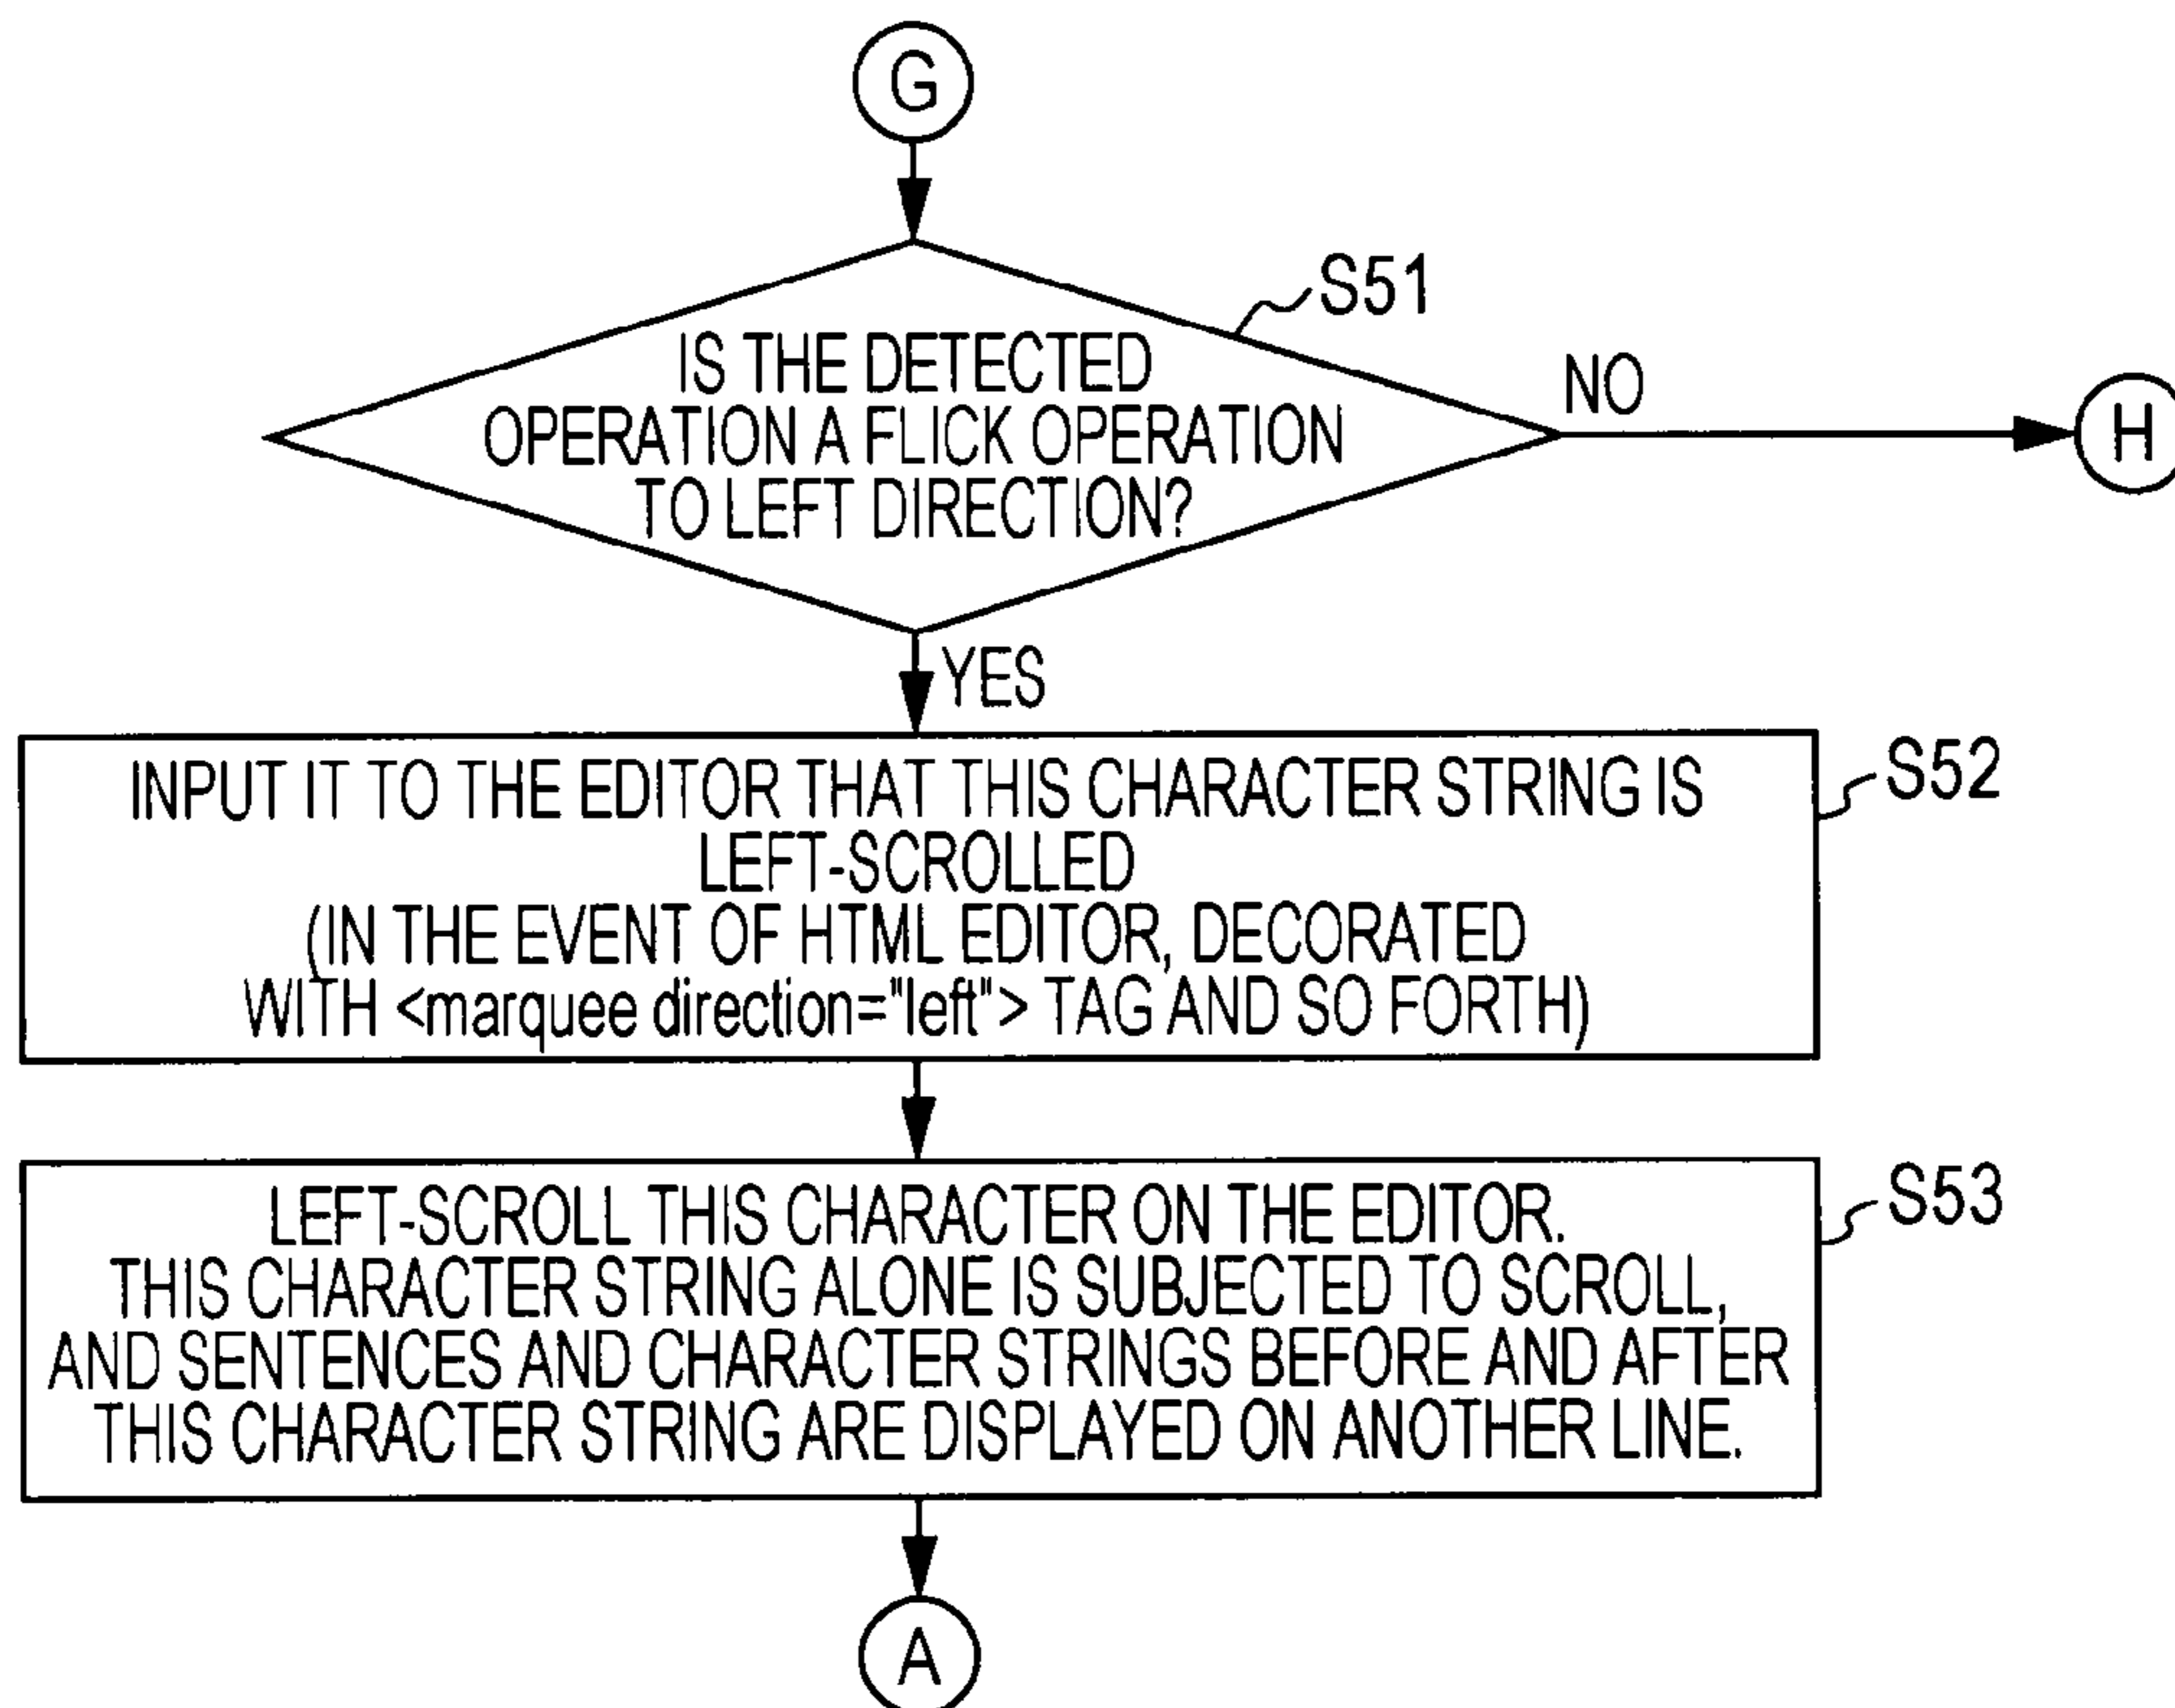 G
S51
IS THE DETECTED
OPERATION A FLICK OPERATION
TO LEFT DIRECTION?
NO
H
YES
S52
INPUT IT TO THE EDITOR THAT THIS CHARACTER STRING IS
LEFT-SCROLLED
(IN THE EVENT OF HTML EDITOR, DECORATED
WITH <marquee direction="left"> TAG AND SO FORTH)
S53
LEFT-SCROLL THIS CHARACTER ON THE EDITOR.
THIS CHARACTER STRING ALONE IS SUBJECTED TO SCROLL,
AND SENTENCES AND CHARACTER STRINGS BEFORE AND AFTER
THIS CHARACTER STRING ARE DISPLAYED ON ANOTHER LINE.
A